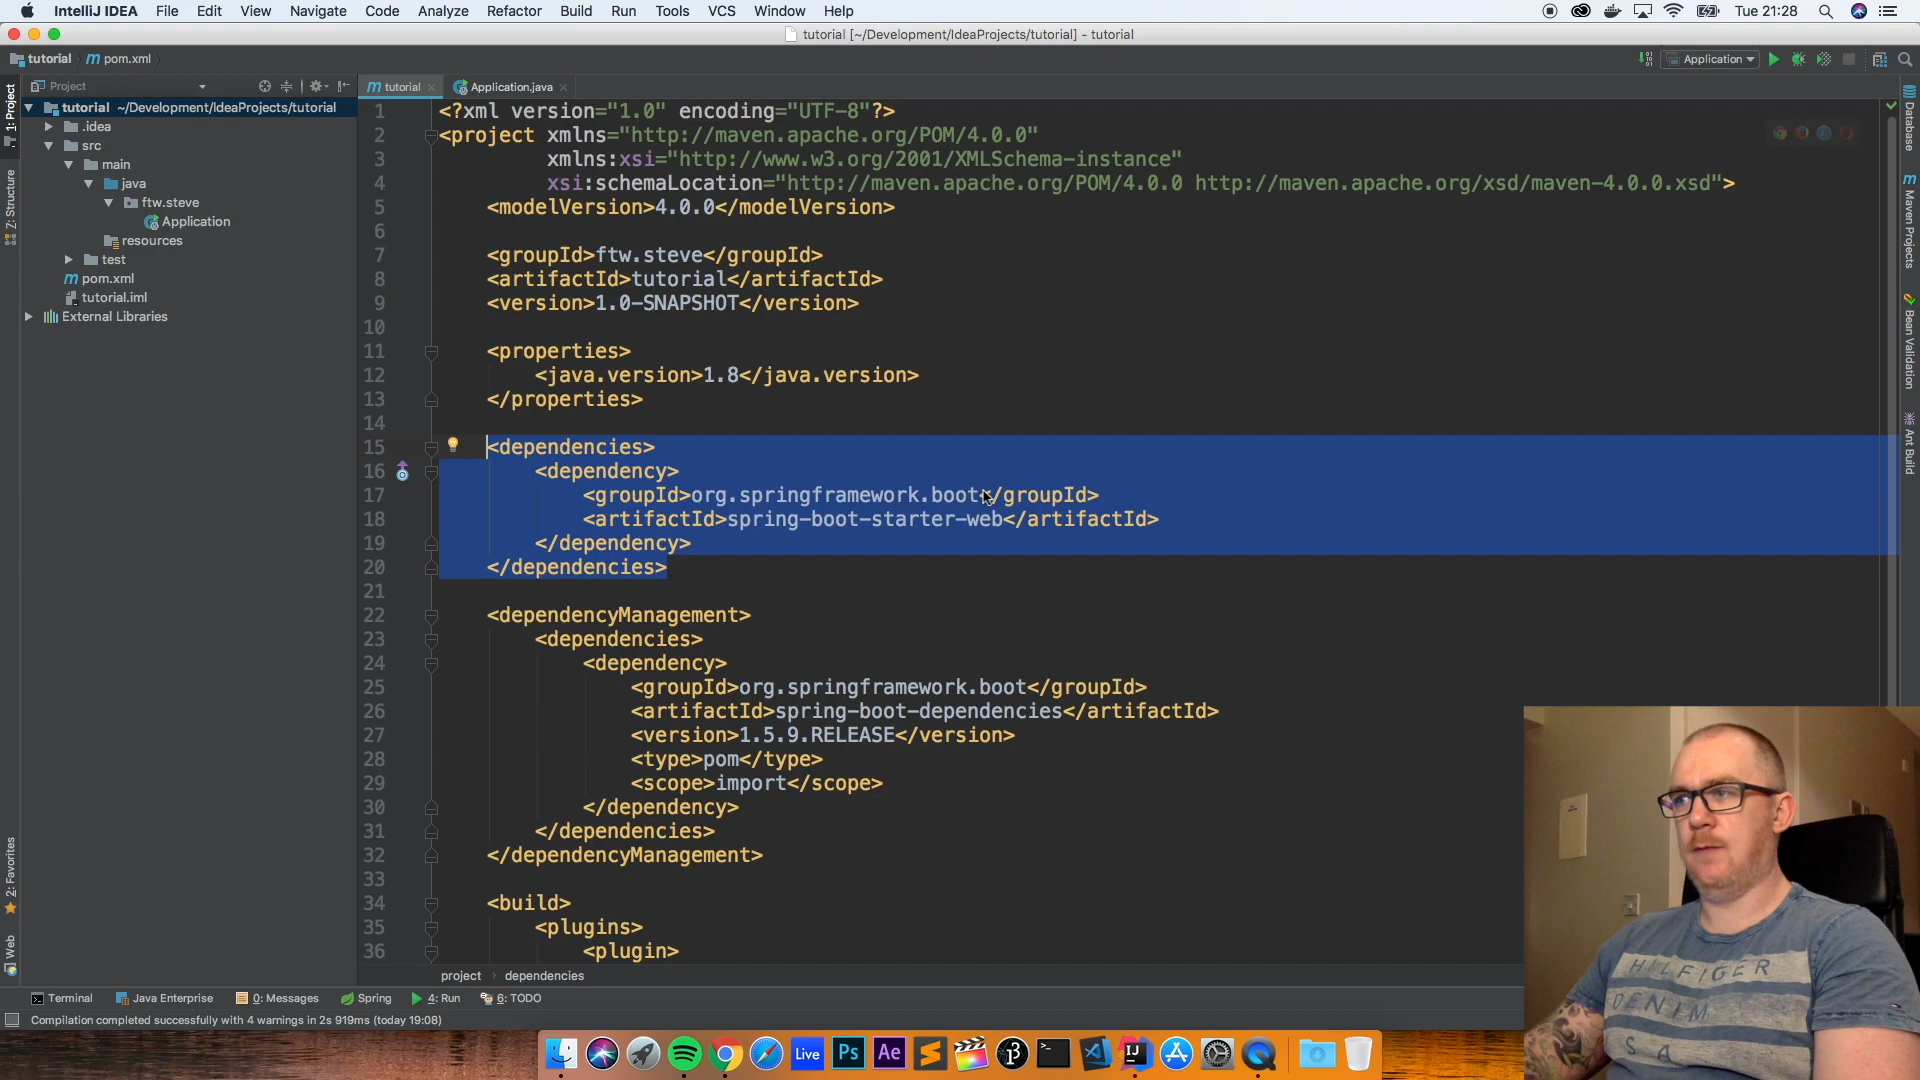 IntelliJ IDEA File Edit View Navigate Code Analyze Refactor Build Run Tools VCS Window Help Tue 21:28
tutorial [~/Development/IdeaProjects/tutorial] - tutorial
tutorial pom.xml Application
Project tutorial Application.java
1: Project
Z: Structure
2: Favorites
Web
tutorial ~/Development/IdeaProjects/tutorial
.idea
src
main
java
ftw.steve
Application
resources
test
pom.xml
tutorial.iml
External Libraries
1 <?xml version="1.0" encoding="UTF-8"?>
2 <project xmlns="http://maven.apache.org/POM/4.0.0"
3 xmlns:xsi="http://www.w3.org/2001/XMLSchema-instance"
4 xsi:schemaLocation="http://maven.apache.org/POM/4.0.0 http://maven.apache.org/xsd/maven-4.0.0.xsd">
5 <modelVersion>4.0.0</modelVersion>
6
7 <groupId>ftw.steve</groupId>
8 <artifactId>tutorial</artifactId>
9 <version>1.0-SNAPSHOT</version>
10
11 <properties>
12 <java.version>1.8</java.version>
13 </properties>
14
15 <dependencies>
16 <dependency>
17 <groupId>org.springframework.boot</groupId>
18 <artifactId>spring-boot-starter-web</artifactId>
19 </dependency>
20 </dependencies>
21
22 <dependencyManagement>
23 <dependencies>
24 <dependency>
25 <groupId>org.springframework.boot</groupId>
26 <artifactId>spring-boot-dependencies</artifactId>
27 <version>1.5.9.RELEASE</version>
28 <type>pom</type>
29 <scope>import</scope>
30 </dependency>
31 </dependencies>
32 </dependencyManagement>
33
34 <build>
35 <plugins>
36 <plugin>
project dependencies
Database
Maven Projects
Bean Validation
Ant Build
Terminal Java Enterprise 0: Messages Spring 4: Run 6: TODO
Compilation completed successfully with 4 warnings in 2s 919ms (today 19:08)
Live Ps Ae IJ
HILFIGER
DENIM
S A